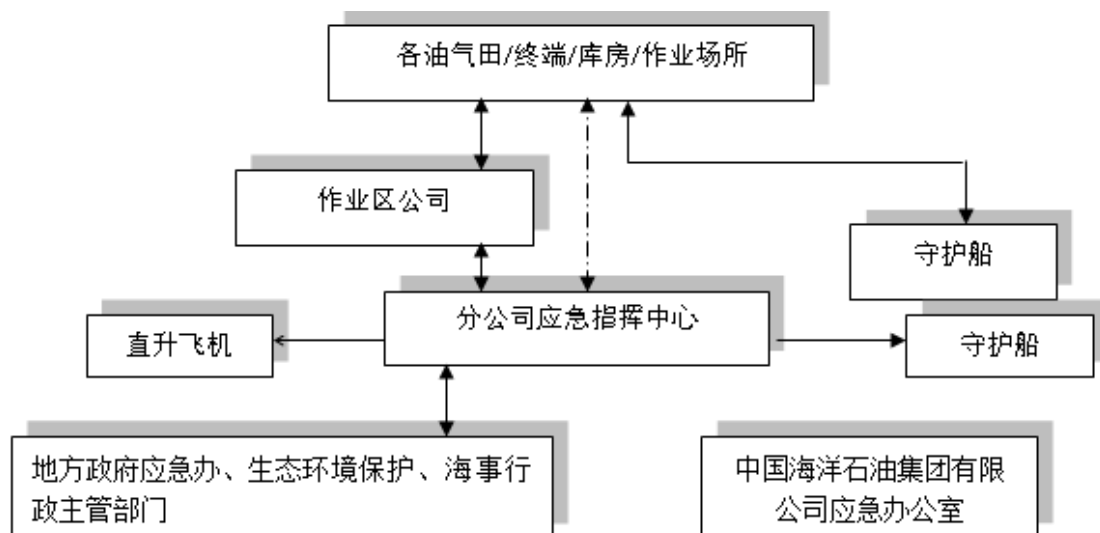 各油气田/终端/库房/作业场所
作业区公司
守护船
分公司应急指挥中心
直升飞机
守护船
地方政府应急办、生态环境保护、海事行
政主管部门
中国海洋石油集团有限
公司应急办公室